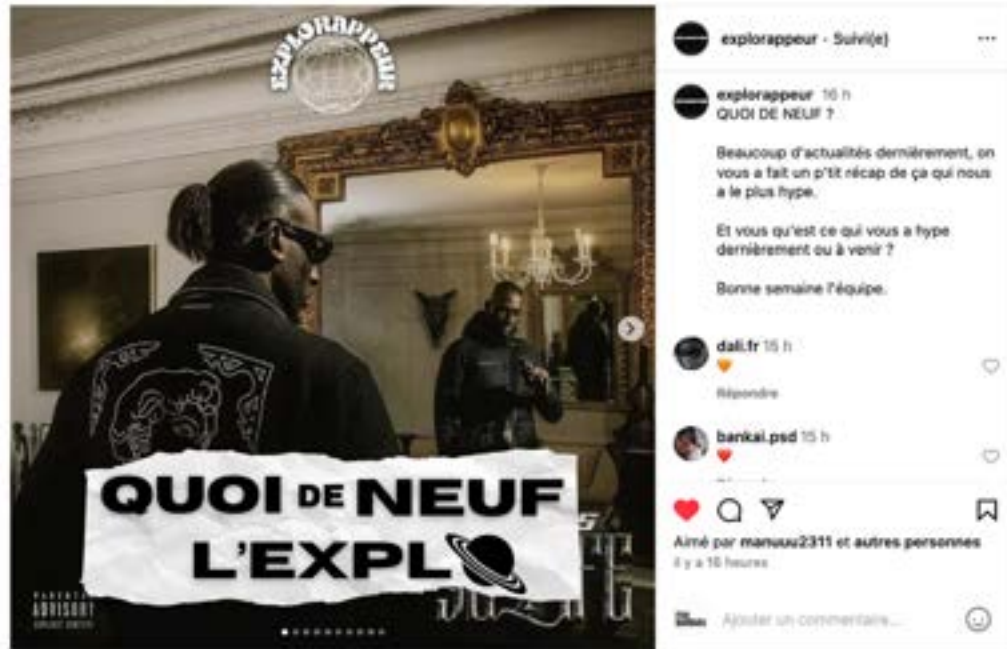 EXPLORAPPEUR
QUOI DE NEUF
L'EXPLO
PARENTAL
ADVISORY
explorappeur · Suivi(e)
explorappeur 16 h
QUOI DE NEUF ?
Beaucoup d'actualités dernièrement, on
vous a fait un p'tit récap de ça qui nous
a le plus hype.
Et vous qu'est ce qui vous a hype
dernièrement ou à venir ?
Bonne semaine l'équipe.
dali.fr 15 h
Répondre
bankai.psd 15 h
Aimé par manuuu2311 et autres personnes
il y a 16 heures
Ajouter un commentaire...